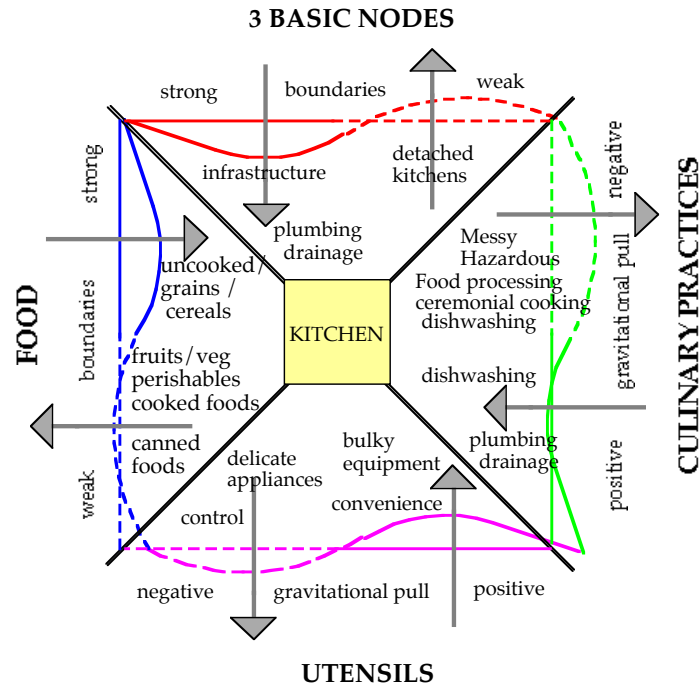 3 BASIC NODES
strong
boundaries
weak
infrastructure
detached
kitchens
plumbing
drainage
FOOD
strong
boundaries
weak
uncooked/
grains /
cereals
fruits/veg
perishables
cooked foods
canned
foods
KITCHEN
Messy
Hazardous
Food processing
ceremonial cooking
dishwashing
dishwashing
plumbing
drainage
negative
gravitational pull
positive
CULINARY PRACTICES
delicate
appliances
control
bulky
equipment
convenience
negative
gravitational pull
positive
UTENSILS